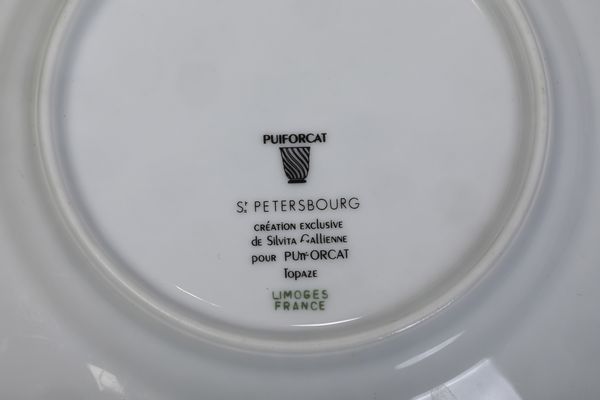 PUIFORCAT
St PETERSBOURG
CRÉATION EXCLUSIVE
de Silvita Gallienne
POUR PUIFORCAT
TOPAZE
LIMOGES
FRANCE